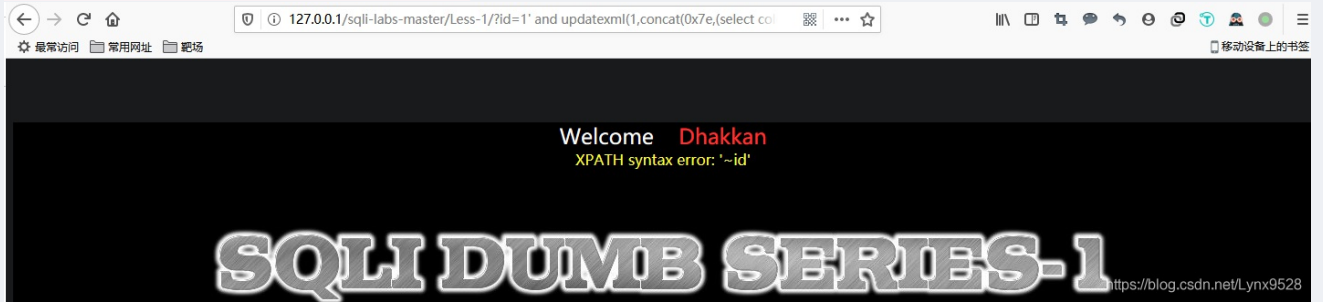 127.0.0.1/sqli-labs-master/Less-1/?id=1' and updatexml(1,concat(0x7e,(select co
最常访问 常用网址 靶场 移动设备上的书签
Welcome Dhakkan
XPATH syntax error: '~id'
SQLI DUMB SERIES-1
https://blog.csdn.net/Lynx9528